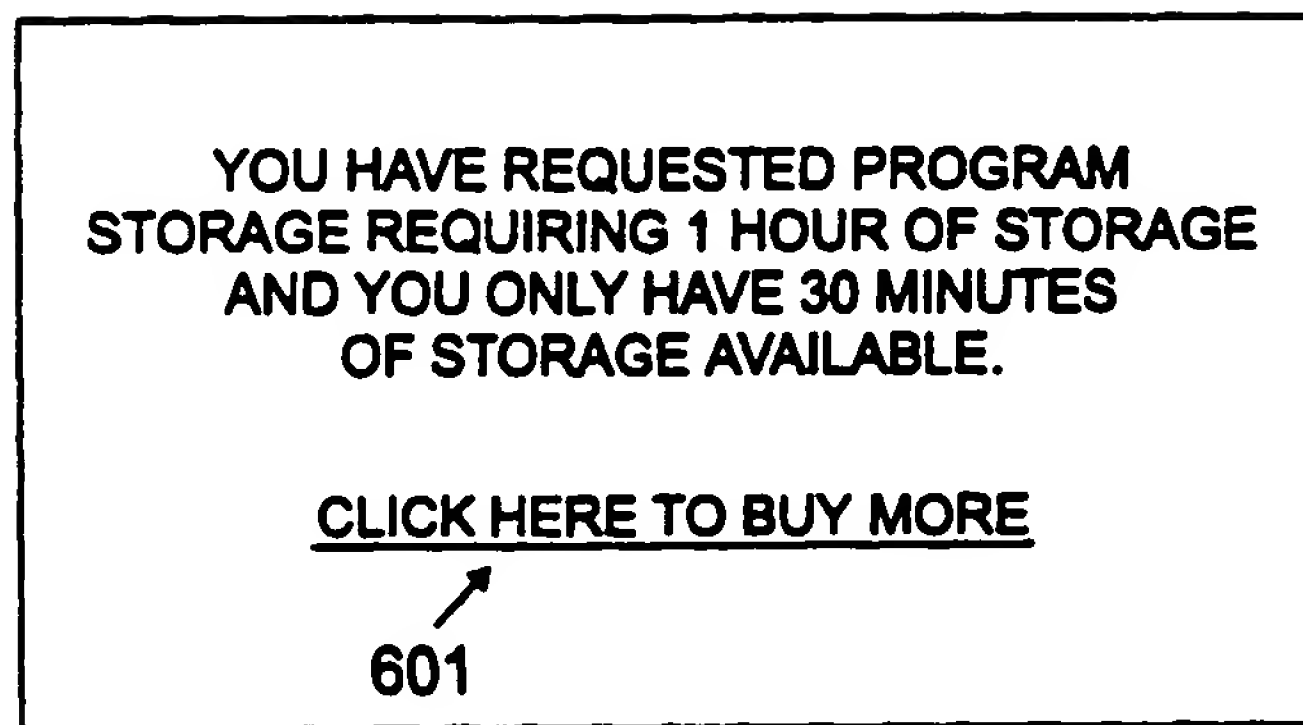 YOU HAVE REQUESTED PROGRAM
STORAGE REQUIRING 1 HOUR OF STORAGE
AND YOU ONLY HAVE 30 MINUTES
OF STORAGE AVAILABLE.
CLICK HERE TO BUY MORE
601